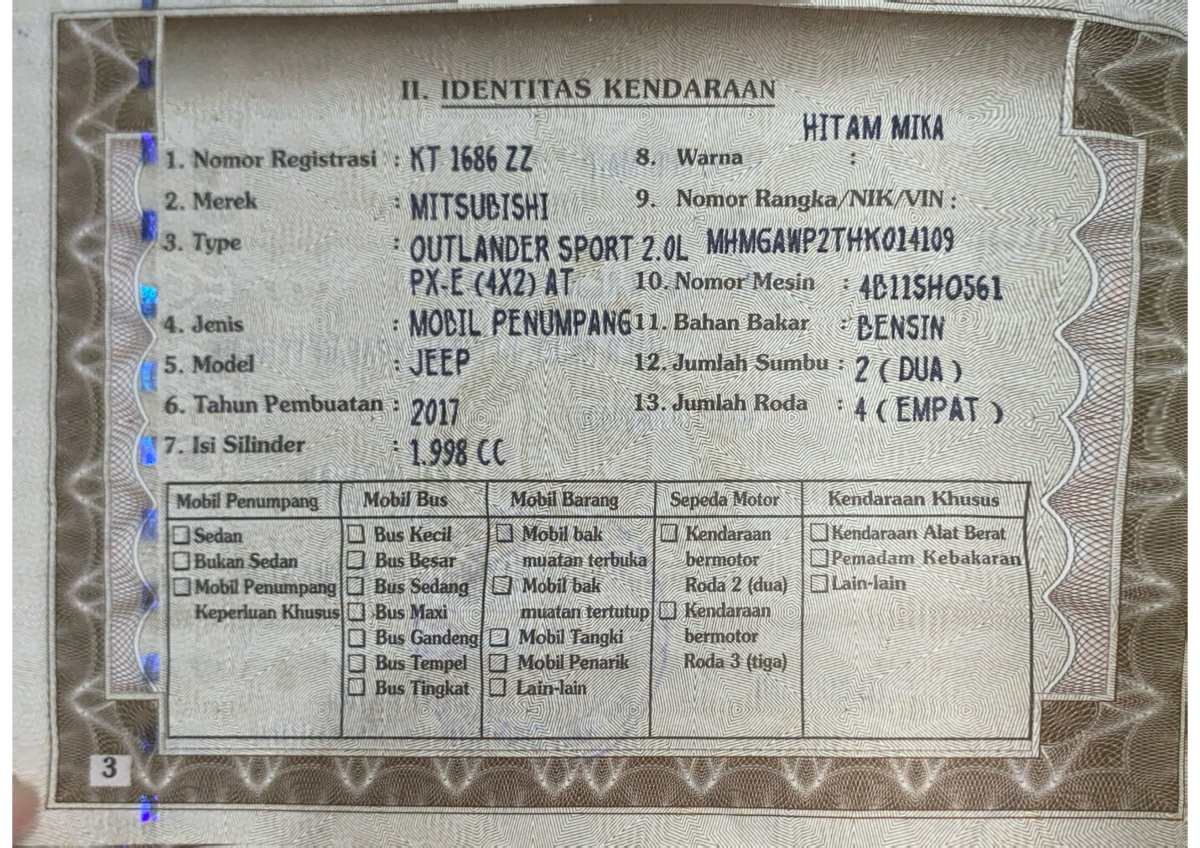 II. IDENTITAS KENDARAAN
1. Nomor Registrasi : KT 1686 ZZ
2. Merek : MITSUBISHI
3. Type : OUTLANDER SPORT 2.0L
PX-E (4X2) AT
4. Jenis : MOBIL PENUMPANG
5. Model : JEEP
6. Tahun Pembuatan : 2017
7. Isi Silinder : 1.998 CC
HITAM MIKA
8. Warna :
9. Nomor Rangka/NIK/VIN :
MHMGAWP2THK014109
10. Nomor Mesin : 4B11SH0561
11. Bahan Bakar : BENSIN
12. Jumlah Sumbu : 2 ( DUA )
13. Jumlah Roda : 4 ( EMPAT )
Mobil Penumpang
Sedan
Bukan Sedan
Mobil Penumpang
Keperluan Khusus
Mobil Bus
Bus Kecil
Bus Besar
Bus Sedang
Bus Maxi
Bus Gandeng
Bus Tempel
Bus Tingkat
Mobil Barang
Mobil bak
muatan terbuka
Mobil bak
muatan tertutup
Mobil Tangki
Mobil Penarik
Lain-lain
Sepeda Motor
Kendaraan
bermotor
Roda 2 (dua)
Kendaraan
bermotor
Roda 3 (tiga)
Kendaraan Khusus
Kendaraan Alat Berat
Pemadam Kebakaran
Lain-lain
3